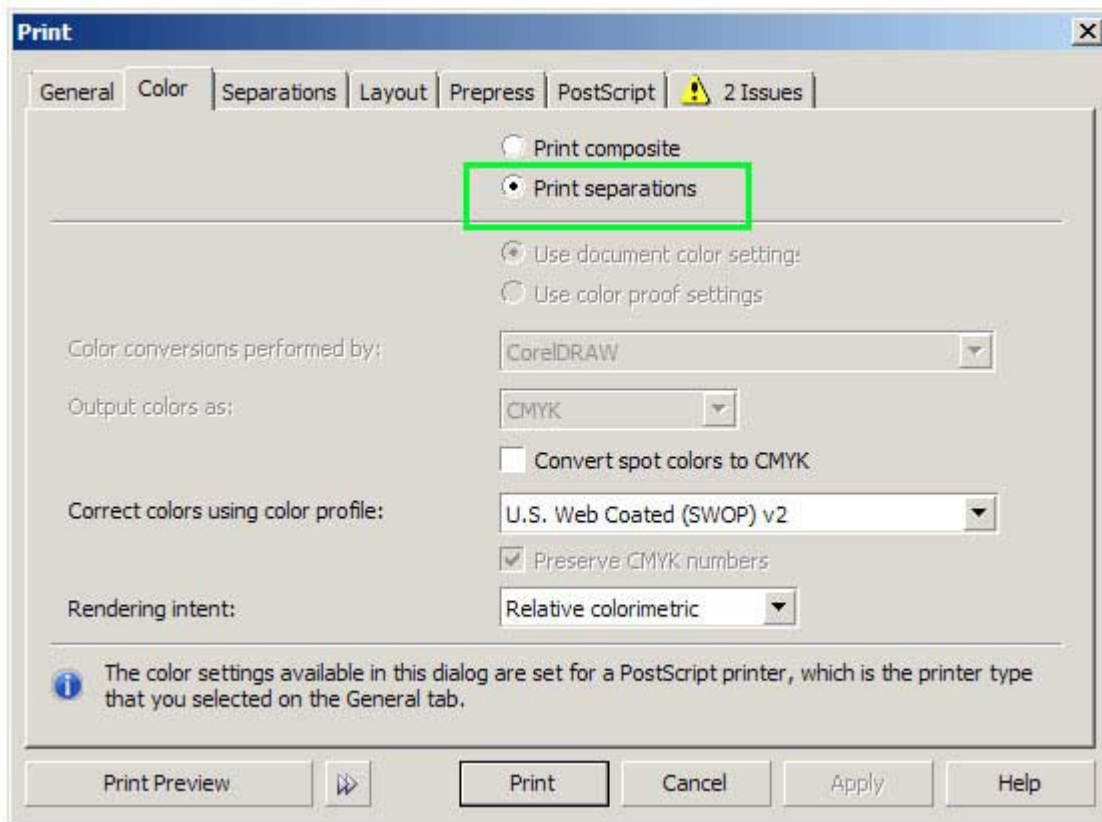 Print
General Color Separations Layout Prepress PostScript 2 Issues
Print composite
Print separations
Use document color settings
Use color proof settings
Color conversions performed by: CorelDRAW
Output colors as: CMYK
Convert spot colors to CMYK
Correct colors using color profile: U.S. Web Coated (SWOP) v2
Preserve CMYK numbers
Rendering intent: Relative colorimetric
The color settings available in this dialog are set for a PostScript printer, which is the printer type
that you selected on the General tab.
Print Preview Print Cancel Apply Help